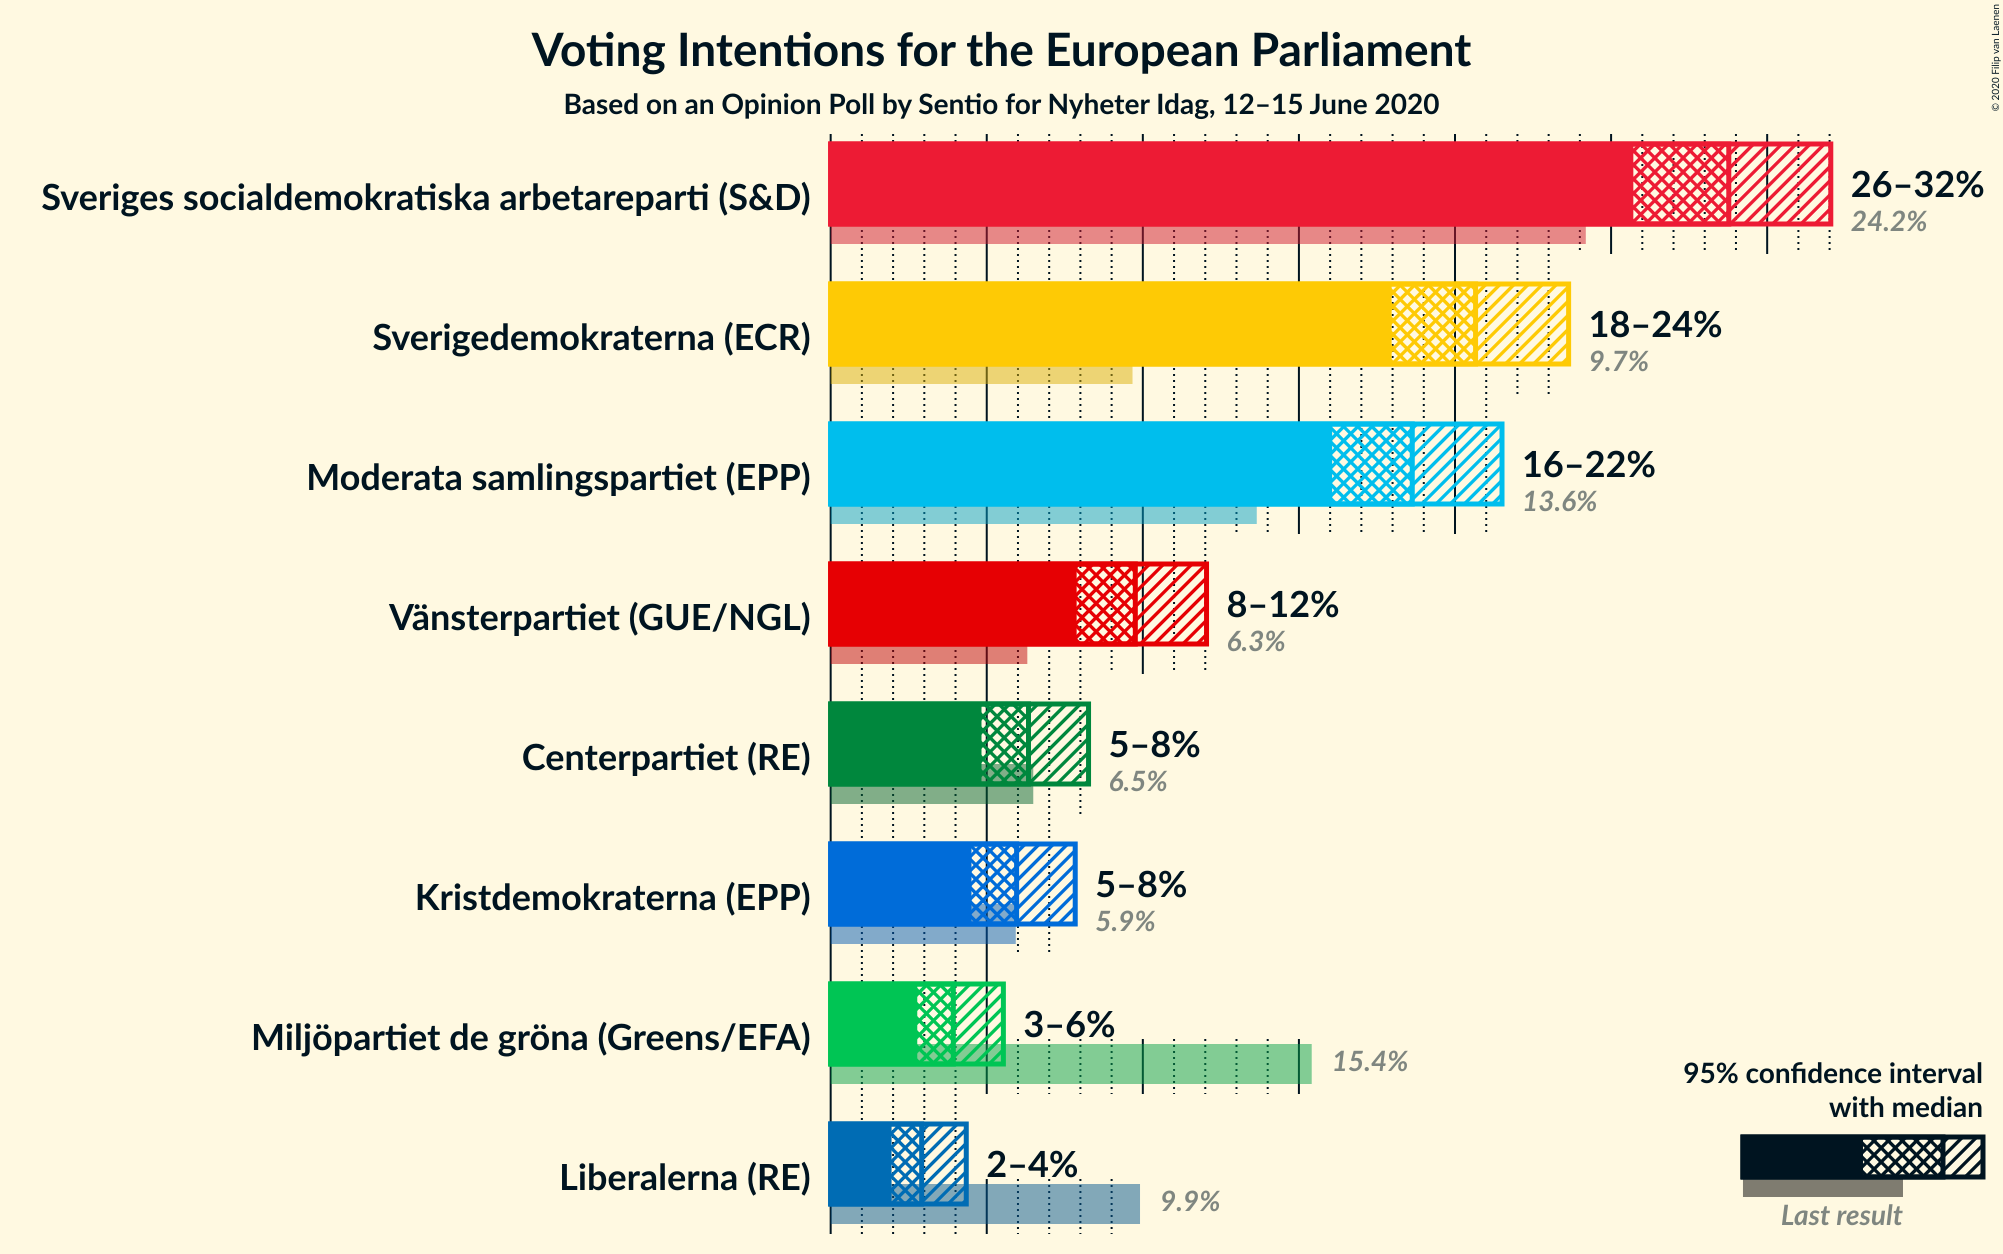 Voting Intentions for the European Parliament
Based on an Opinion Poll by Sentio for Nyheter Idag, 12–15 June 2020
© 2020 Filip van Laenen
Sveriges socialdemokratiska arbetareparti (S&D)
26–32%
24.2%
Sverigedemokraterna (ECR)
18–24%
9.7%
Moderata samlingspartiet (EPP)
16–22%
13.6%
Vänsterpartiet (GUE/NGL)
8–12%
6.3%
Centerpartiet (RE)
5–8%
6.5%
Kristdemokraterna (EPP)
5–8%
5.9%
Miljöpartiet de gröna (Greens/EFA)
3–6%
15.4%
Liberalerna (RE)
2–4%
9.9%
95% confidence interval
with median
Last result